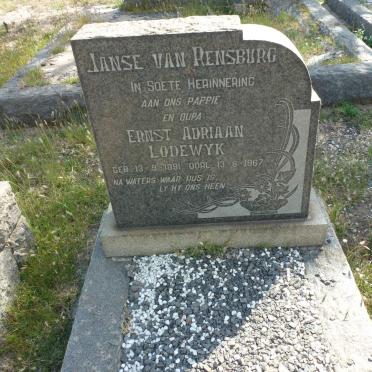 JANSE VAN RENSBURG
IN SOETE HERINNERING
AAN ONS PAPPIE
EN OUPA
ERNST ADRIAAN
LODEWYK
GEB. 13-9-1891 OORL. 13-6-1967
NA WATERS WAAR RUS IS
LY HY ONS HEEN